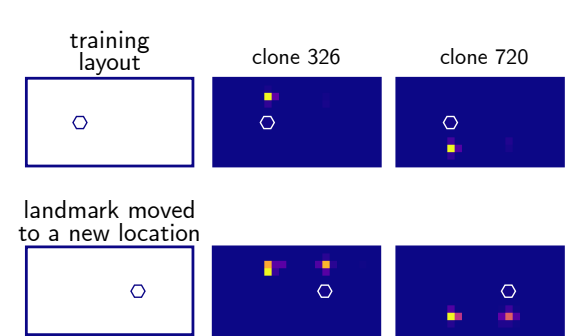 training
layout
clone 326
clone 720
landmark moved
to a new location